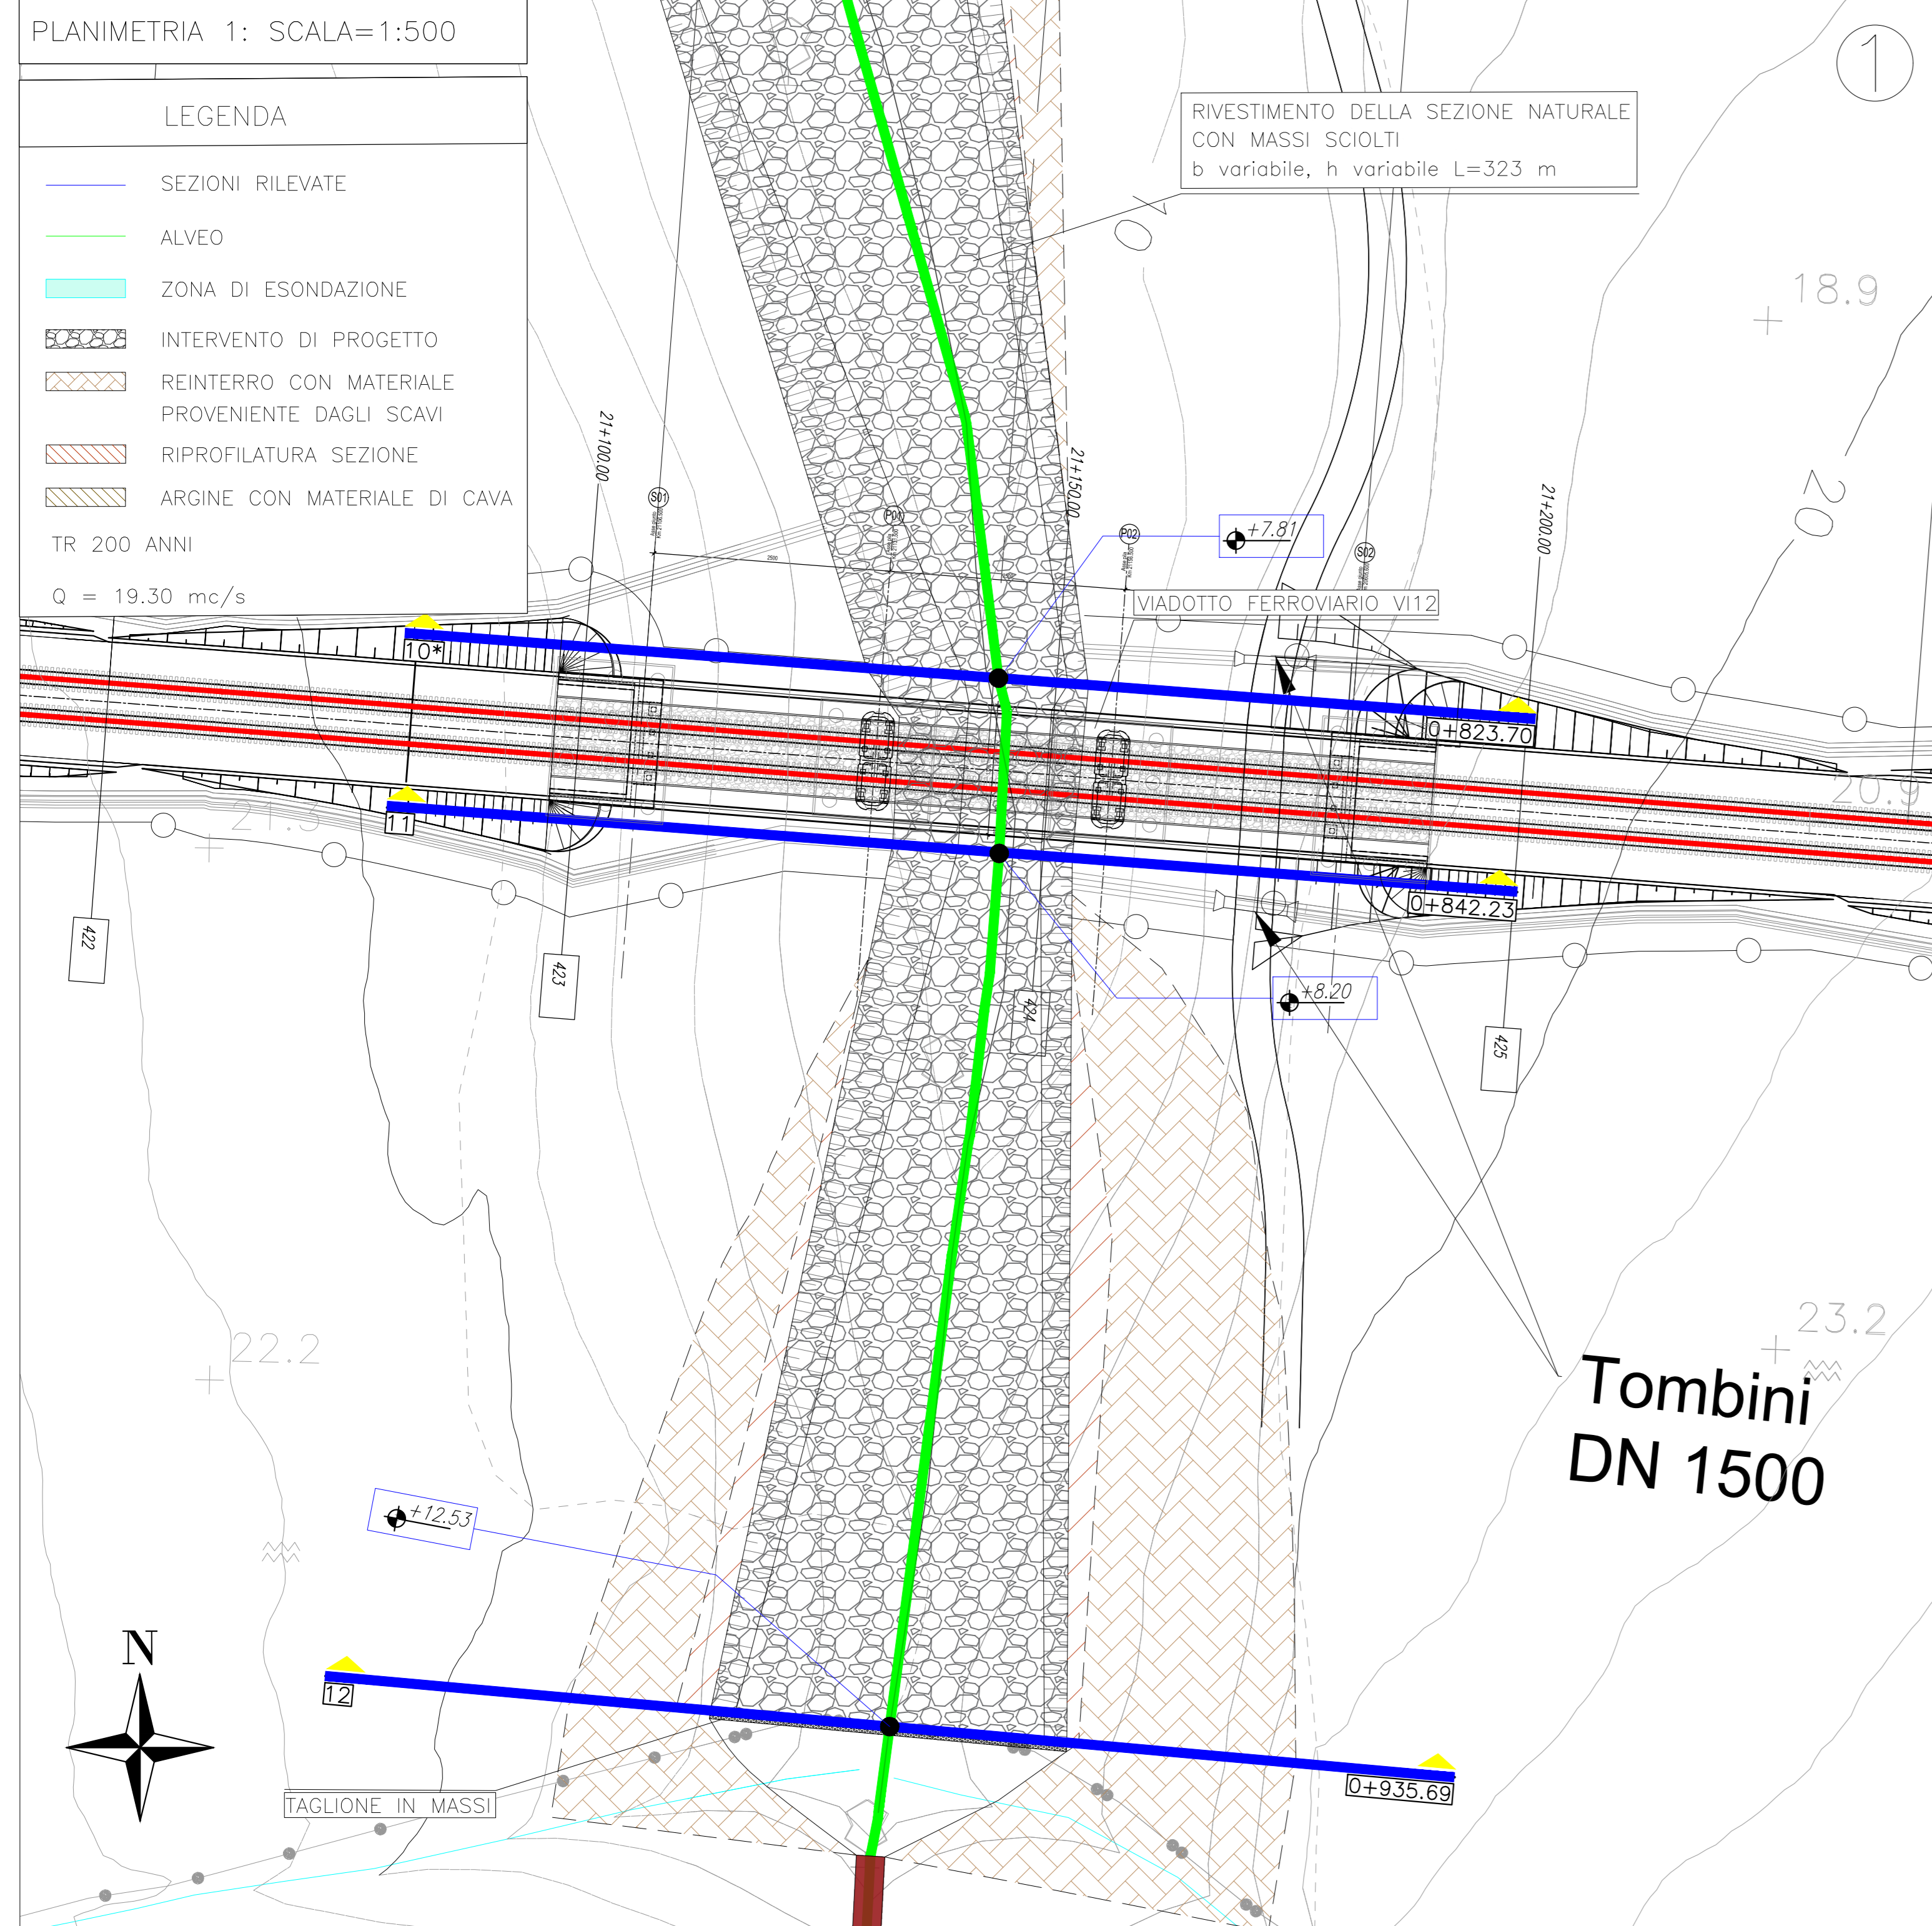 PLANIMETRIA 1: SCALA=1:500
LEGENDA
SEZIONI RILEVATE
ALVEO
ZONA DI ESONDAZIONE
INTERVENTO DI PROGETTO
REINTERRO CON MATERIALE
PROVENIENTE DAGLI SCAVI
RIPROFILATURA SEZIONE
ARGINE CON MATERIALE DI CAVA
TR 200 ANNI
Q = 19.30 mc/s
1
RIVESTIMENTO DELLA SEZIONE NATURALE
CON MASSI SCIOLTI
b variabile, h variabile L=323 m
18.9
20
21+100.00
21+150.00
21+200.00
S01
P01
P02
S02
2500
+7.81
VIADOTTO FERROVIARIO VI12
10*
0+823.70
11
0+842.23
21.3
20.9
422
423
424
425
+8.20
22.2
23.2
Tombini
DN 1500
+12.53
N
12
0+935.69
TAGLIONE IN MASSI